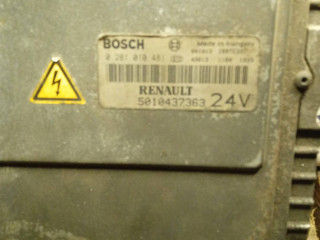 BOSCH Made in Hungary
0 281 010 481
RENAULT
5010437363 24V